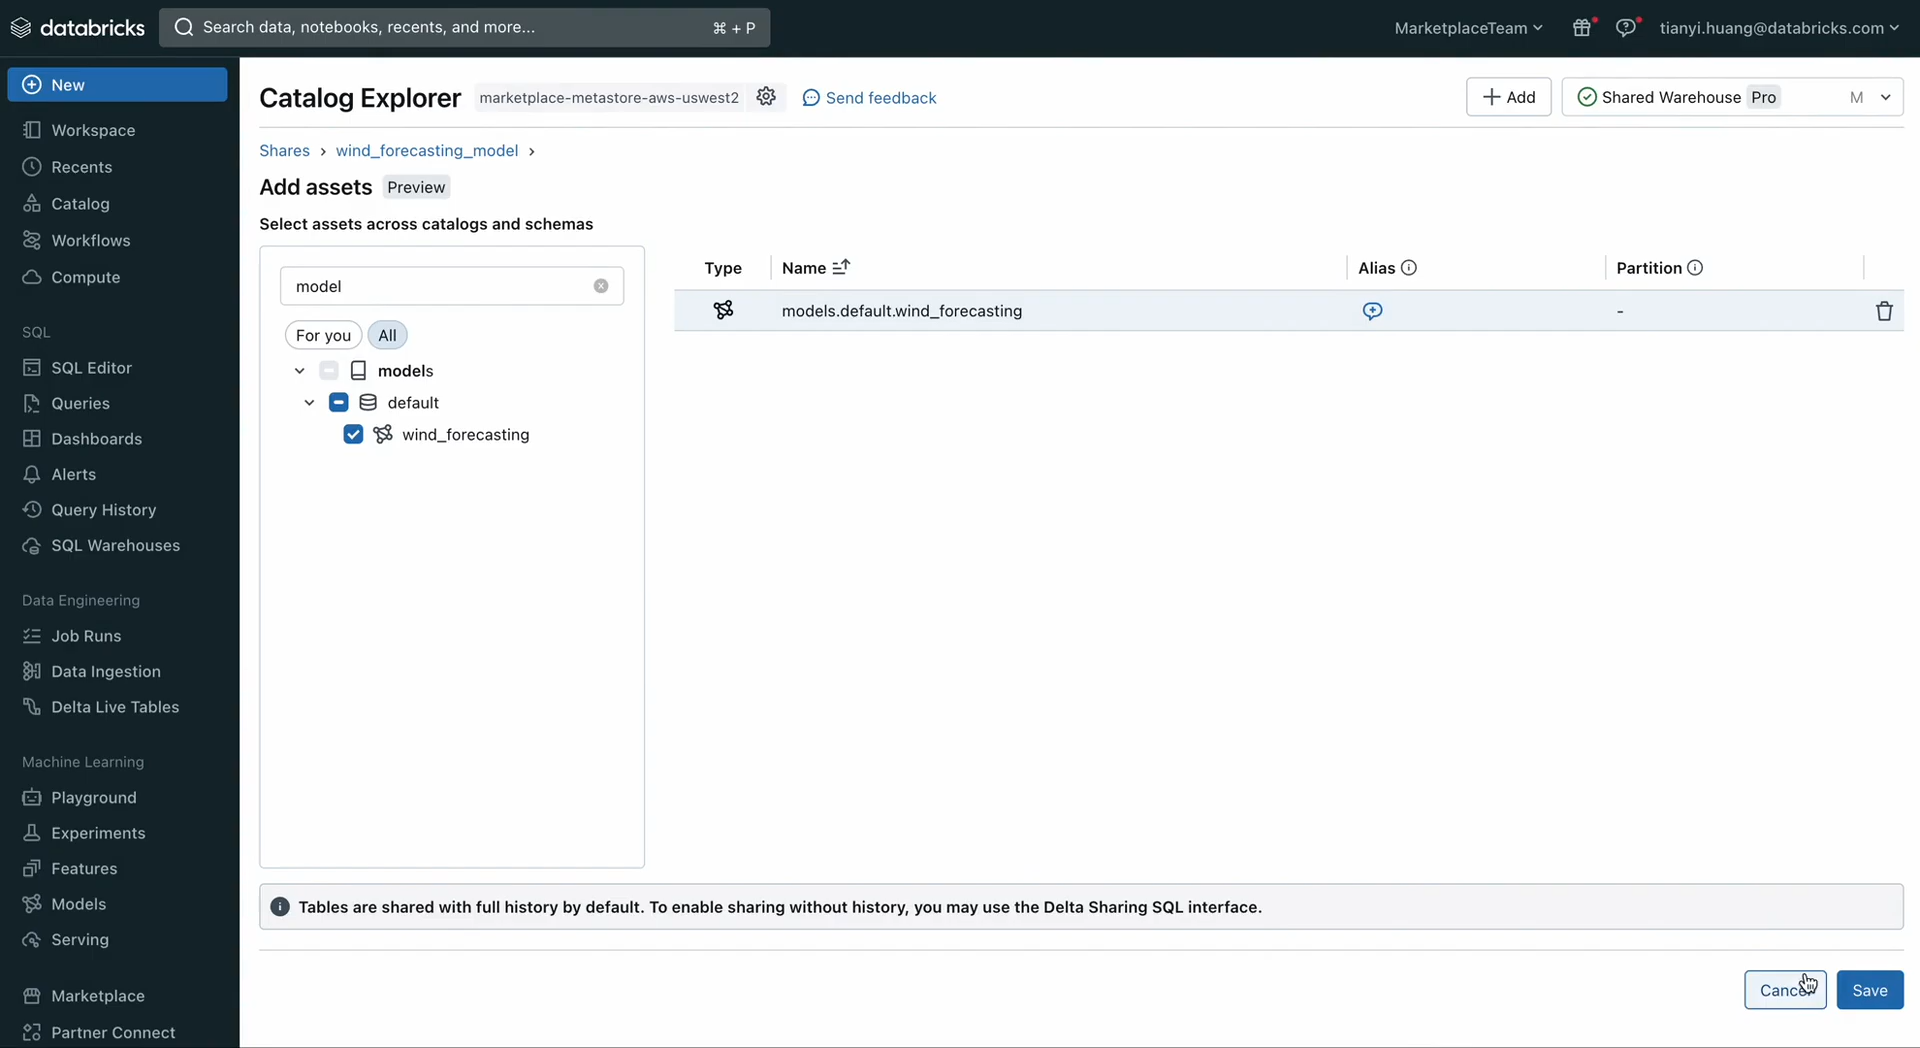 databricks
Search data, notebooks, recents, and more...
⌘ + P
MarketplaceTeam
tianyi.huang@databricks.com
New
Workspace
Recents
Catalog
Workflows
Compute
SQL
SQL Editor
Queries
Dashboards
Alerts
Query History
SQL Warehouses
Data Engineering
Job Runs
Data Ingestion
Delta Live Tables
Machine Learning
Playground
Experiments
Features
Models
Serving
Marketplace
Partner Connect
Catalog Explorer
marketplace-metastore-aws-uswest2
Send feedback
+ Add
Shared Warehouse Pro M
Shares › wind_forecasting_model ›
Add assets Preview
Select assets across catalogs and schemas
model
For you All
models
default
wind_forecasting
Type Name Alias Partition
models.default.wind_forecasting -
Tables are shared with full history by default. To enable sharing without history, you may use the Delta Sharing SQL interface.
Cancel Save